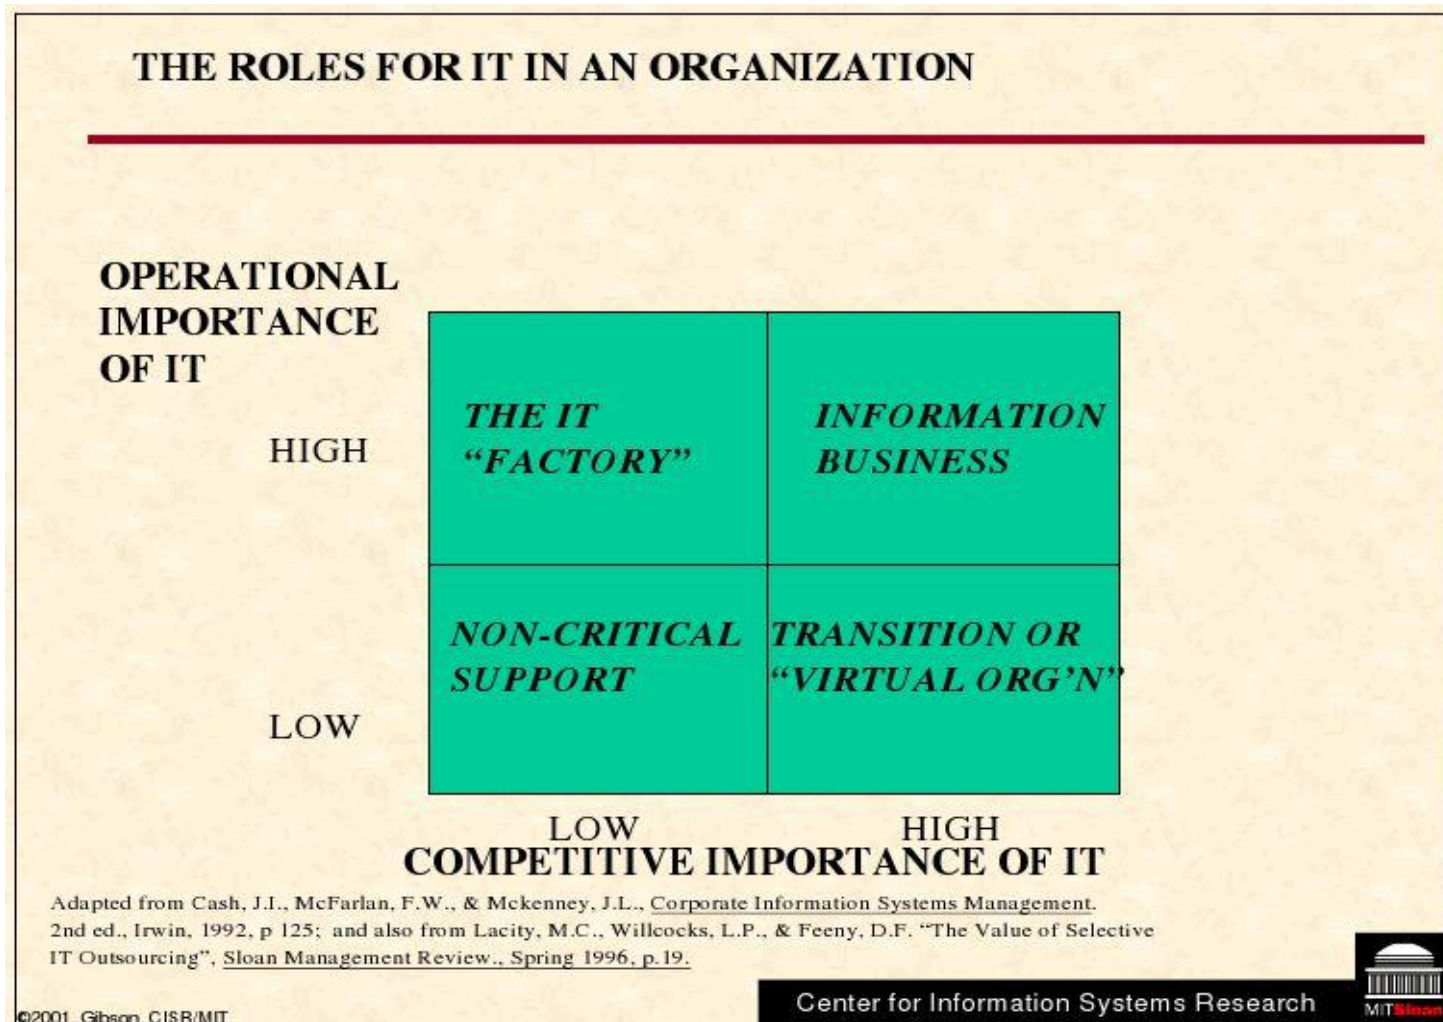 THE ROLES FOR IT IN AN ORGANIZATION
OPERATIONAL
IMPORTANCE
OF IT
HIGH
THE IT
“FACTORY”
INFORMATION
BUSINESS
LOW
NON-CRITICAL
SUPPORT
TRANSITION OR
“VIRTUAL ORG’N”
LOW HIGH
COMPETITIVE IMPORTANCE OF IT
Adapted from Cash, J.I., McFarlan, F.W., & Mckenney, J.L., Corporate Information Systems Management.
2nd ed., Irwin, 1992, p 125; and also from Lacity, M.C., Willcocks, L.P., & Feeny, D.F. “The Value of Selective
IT Outsourcing”, Sloan Management Review., Spring 1996, p.19.
Center for Information Systems Research
MITSloan
©2001 Gibson, CISR/MIT